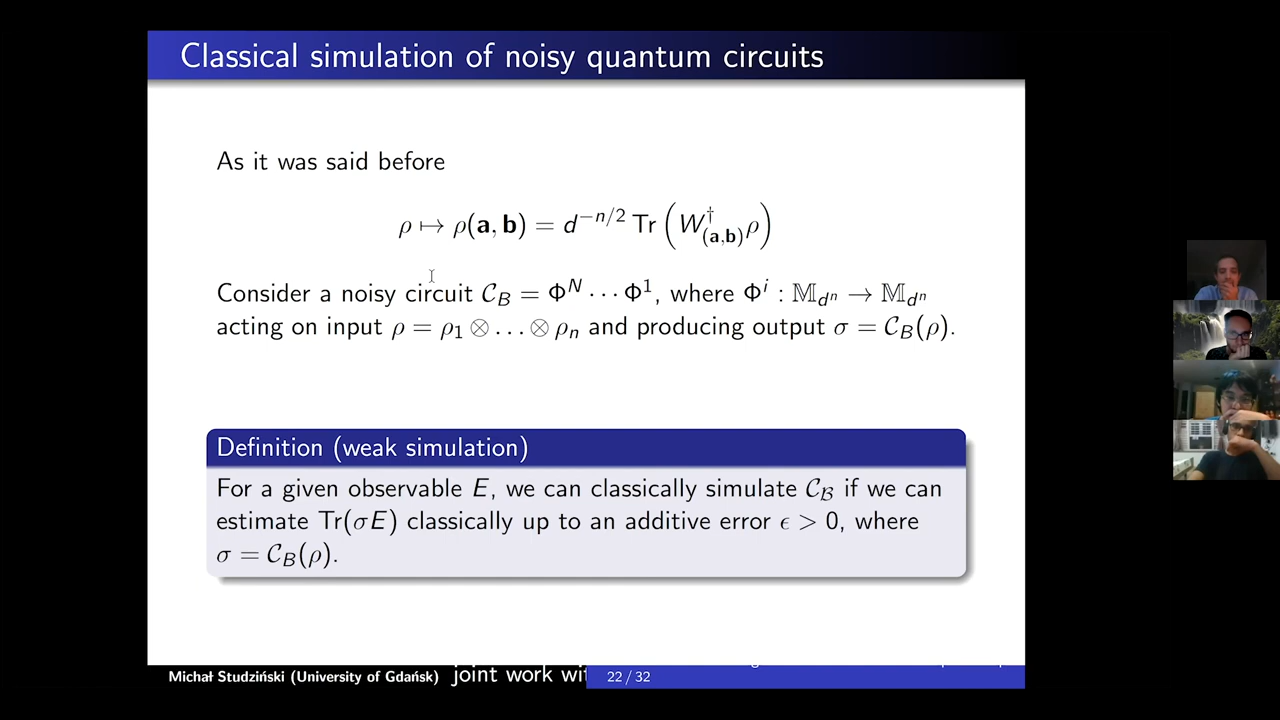 Classical simulation of noisy quantum circuits
As it was said before
ρ ↦ ρ(𝐚, 𝐛) = d^{−n/2} Tr (W^†_{(𝐚,𝐛)} ρ)
Consider a noisy circuit 𝒞_B = Φ^N ⋯ Φ^1, where Φ^i : 𝕄_{d^n} → 𝕄_{d^n}
acting on input ρ = ρ_1 ⊗ … ⊗ ρ_n and producing output σ = 𝒞_B(ρ).
Definition (weak simulation)
For a given observable E, we can classically simulate 𝒞_ℬ if we can
estimate Tr(σE) classically up to an additive error ϵ > 0, where
σ = 𝒞_B(ρ).
Michał Studziński (University of Gdańsk) joint work wit 22 / 32